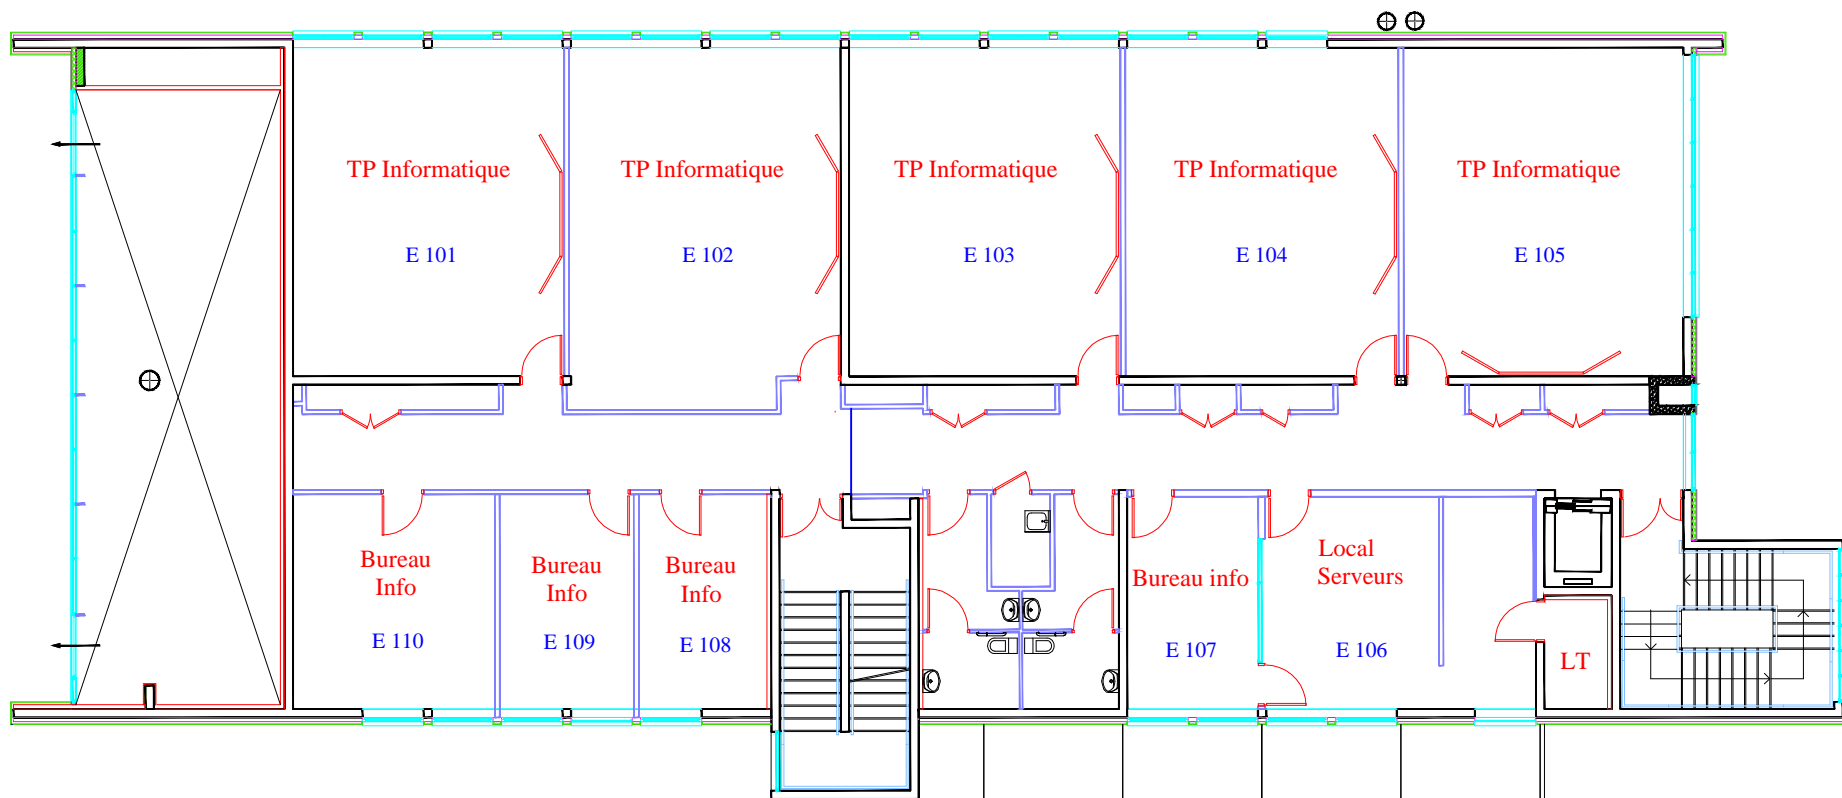 TP Informatique
TP Informatique
TP Informatique
TP Informatique
TP Informatique
E 101
E 102
E 103
E 104
E 105
Bureau
Info
E 110
Bureau
Info
E 109
Bureau
Info
E 108
Bureau info
E 107
Local
Serveurs
E 106
LT